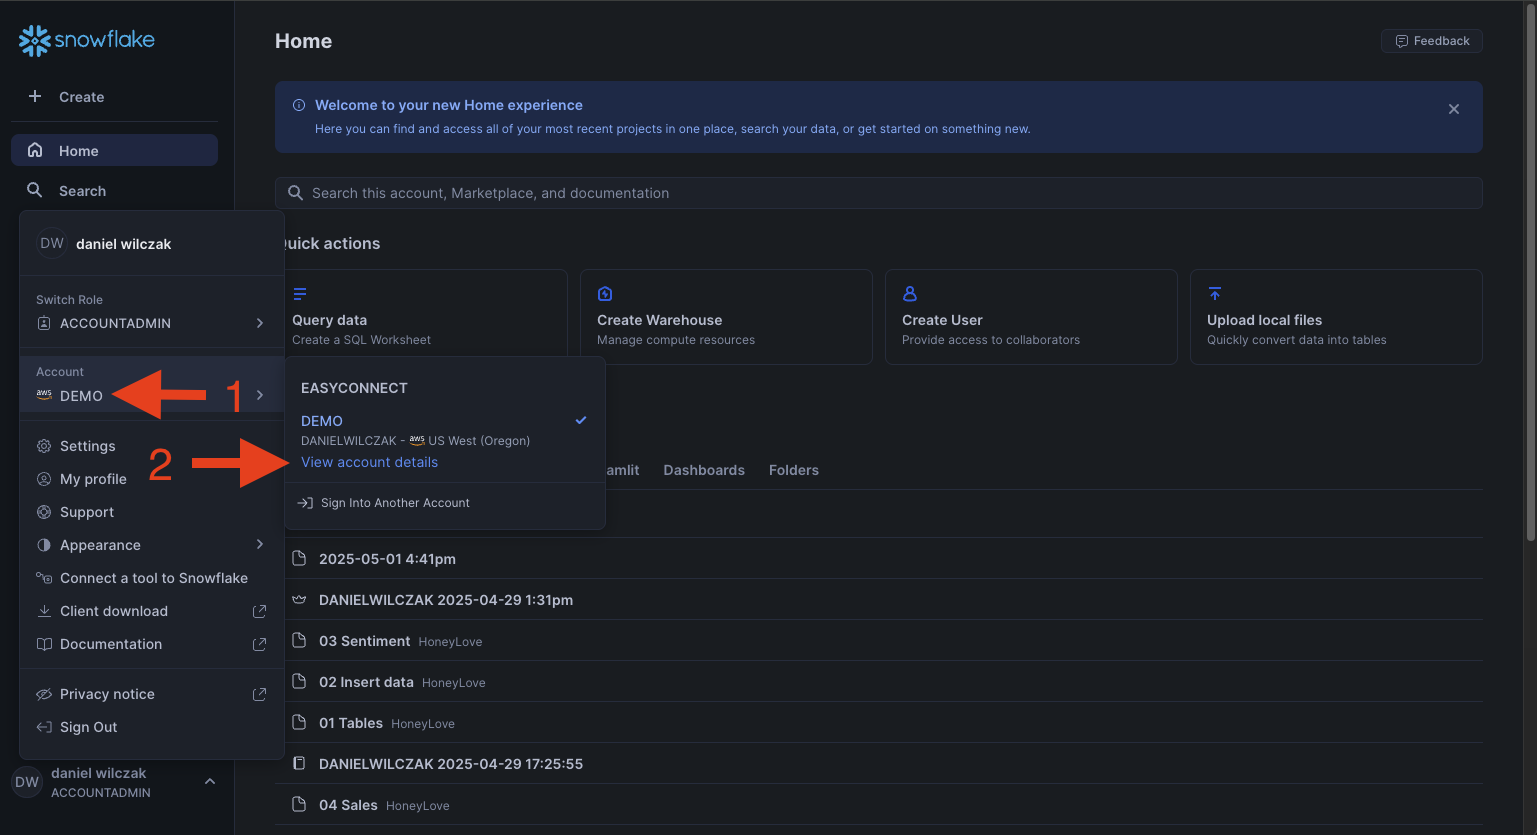 snowflake
Create
Home
Search
DW daniel wilczak
Switch Role
ACCOUNTADMIN
Account
aws DEMO
1
Settings
My profile
2
Support
Appearance
Connect a tool to Snowflake
Client download
Documentation
Privacy notice
Sign Out
DW daniel wilczak
ACCOUNTADMIN
EASYCONNECT
DEMO
DANIELWILCZAK - aws US West (Oregon)
View account details
Sign Into Another Account
Home
Feedback
Welcome to your new Home experience
Here you can find and access all of your most recent projects in one place, search your data, or get started on something new.
Search this account, Marketplace, and documentation
uick actions
Query data
Create a SQL Worksheet
Create Warehouse
Manage compute resources
Create User
Provide access to collaborators
Upload local files
Quickly convert data into tables
amlit Dashboards Folders
2025-05-01 4:41pm
DANIELWILCZAK 2025-04-29 1:31pm
03 Sentiment HoneyLove
02 Insert data HoneyLove
01 Tables HoneyLove
DANIELWILCZAK 2025-04-29 17:25:55
04 Sales HoneyLove